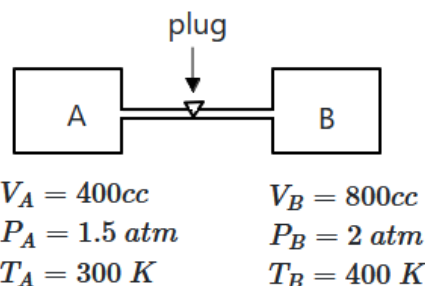 plug
A
B
V_A = 400cc
P_A = 1.5 atm
T_A = 300 K
V_B = 800cc
P_B = 2 atm
T_B = 400 K